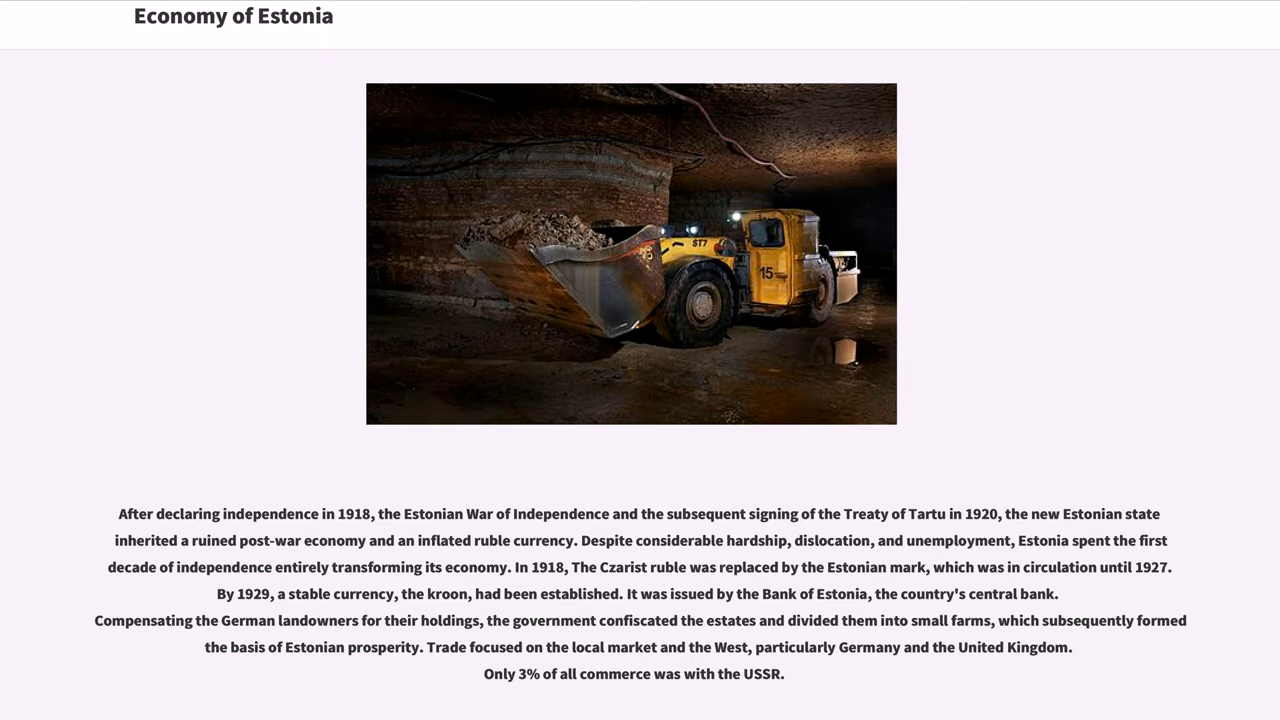 Economy of Estonia
ST7
15
After declaring independence in 1918, the Estonian War of Independence and the subsequent signing of the Treaty of Tartu in 1920, the new Estonian state
inherited a ruined post-war economy and an inflated ruble currency. Despite considerable hardship, dislocation, and unemployment, Estonia spent the first
decade of independence entirely transforming its economy. In 1918, The Czarist ruble was replaced by the Estonian mark, which was in circulation until 1927.
By 1929, a stable currency, the kroon, had been established. It was issued by the Bank of Estonia, the country's central bank.
Compensating the German landowners for their holdings, the government confiscated the estates and divided them into small farms, which subsequently formed
the basis of Estonian prosperity. Trade focused on the local market and the West, particularly Germany and the United Kingdom.
Only 3% of all commerce was with the USSR.